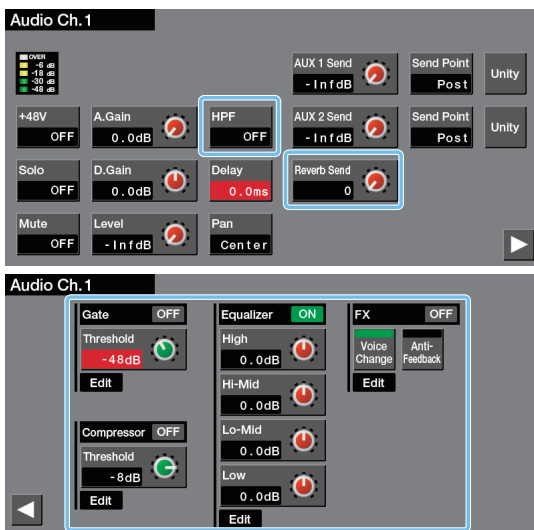 Audio Ch.1
OVER
-6 dB
-18 dB
-30 dB
-48 dB
AUX 1 Send
-InfdB
Send Point
Post
Unity
+48V
OFF
A.Gain
0.0dB
HPF
OFF
AUX 2 Send
-InfdB
Send Point
Post
Unity
Solo
OFF
D.Gain
0.0dB
Delay
0.0ms
Reverb Send
0
Mute
OFF
Level
-InfdB
Pan
Center
Audio Ch.1
Gate OFF
Threshold
-48dB
Edit
Compressor OFF
Threshold
-8dB
Edit
Equalizer ON
High
0.0dB
Hi-Mid
0.0dB
Lo-Mid
0.0dB
Low
0.0dB
Edit
FX OFF
Voice
Change
Anti-
Feedback
Edit